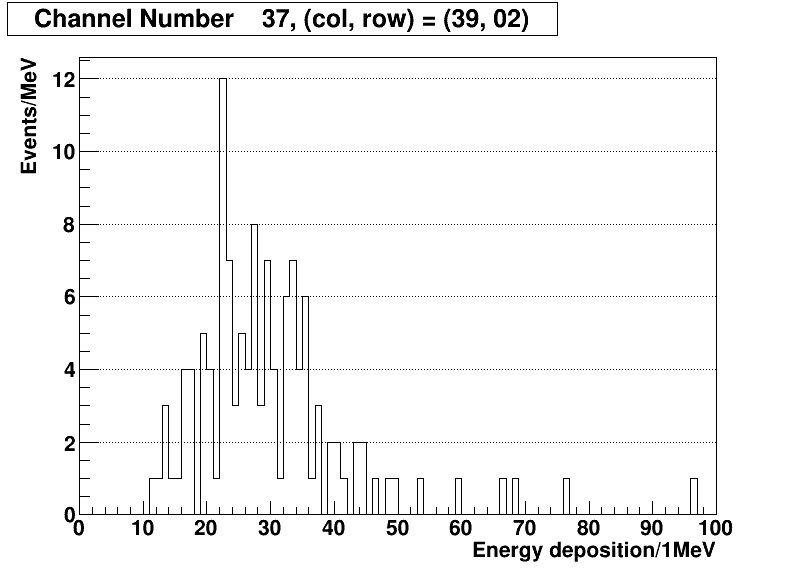 Channel Number 37, (col, row) = (39, 02)
Events/MeV
12
10
8
6
4
2
0
0 10 20 30 40 50 60 70 80 90 100
Energy deposition/1MeV